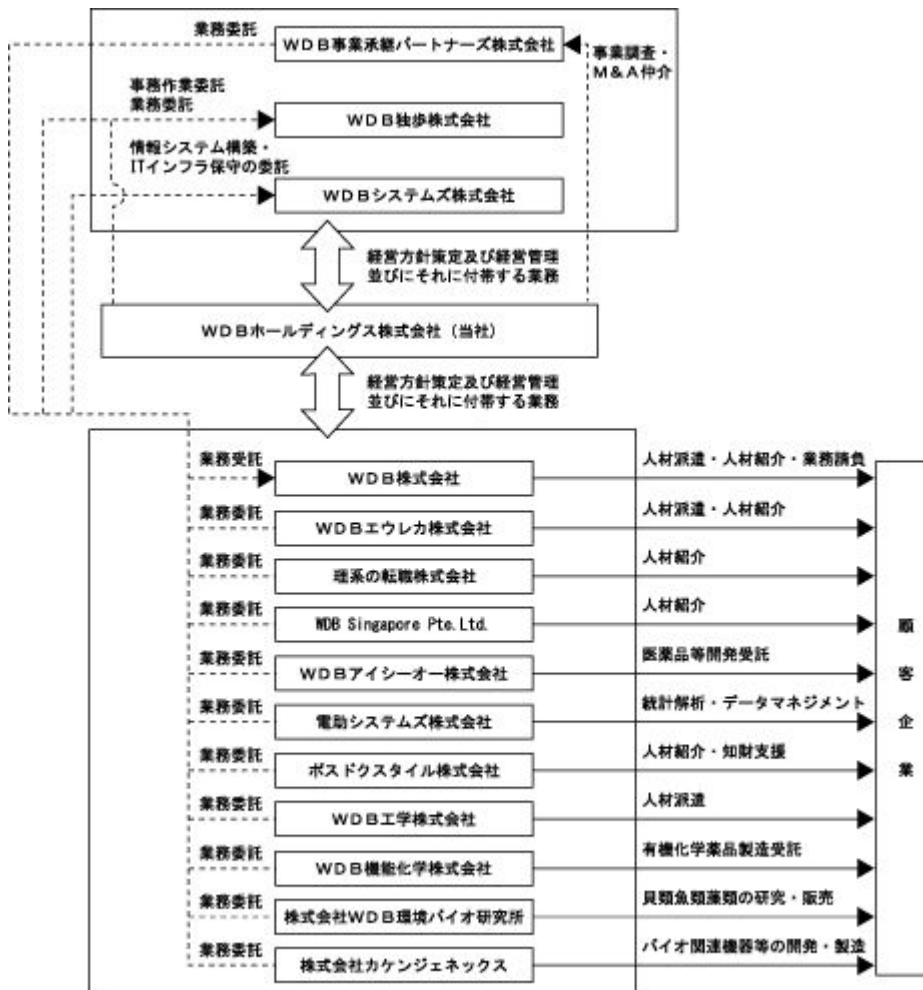 業務委託
WDB事業承継パートナーズ株式会社
事業調査・
M&A仲介
事務作業委託
業務委託
WDB独歩株式会社
情報システム構築・
ITインフラ保守の委託
WDBシステムズ株式会社
経営方針策定及び経営管理
並びにそれに付帯する業務
WDBホールディングス株式会社（当社）
経営方針策定及び経営管理
並びにそれに付帯する業務
業務受託
WDB株式会社
人材派遣・人材紹介・業務請負
業務委託
WDBエウレカ株式会社
人材派遣・人材紹介
業務委託
理系の転職株式会社
人材紹介
業務委託
WDB Singapore Pte.Ltd.
人材紹介
業務委託
WDBアイシーオー株式会社
医薬品等開発受託
業務委託
電助システムズ株式会社
統計解析・データマネジメント
業務委託
ポスドクスタイル株式会社
人材紹介・知財支援
業務委託
WDB工学株式会社
人材派遣
業務委託
WDB機能化学株式会社
有機化学薬品製造受託
業務委託
株式会社WDB環境バイオ研究所
貝類魚類藻類の研究・販売
業務委託
株式会社カケンジェネックス
バイオ関連機器等の開発・製造
顧客企業